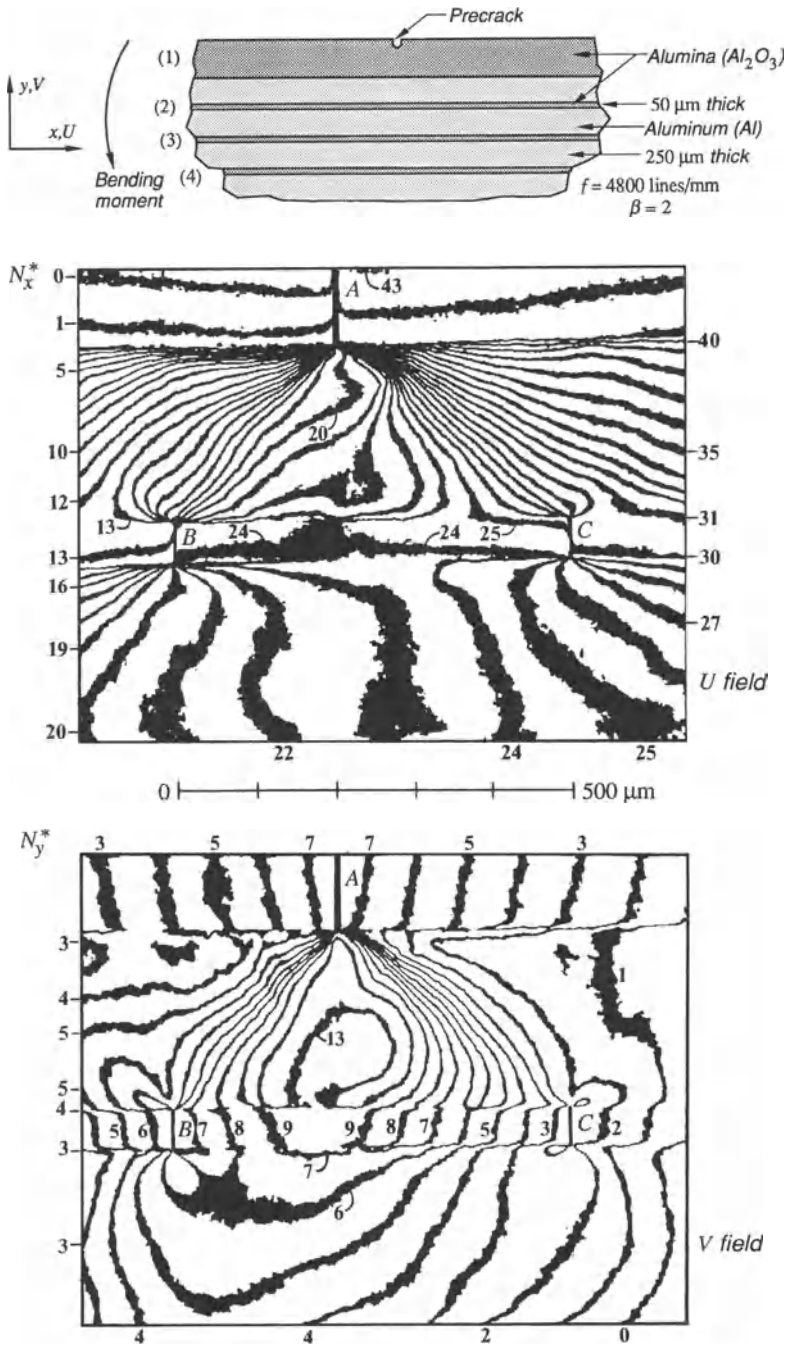 Precrack
(1)
Alumina (Al₂O₃)
y,V
(2)
50 μm thick
x,U
Aluminum (Al)
(3)
250 μm thick
Bending
moment
(4)
f = 4800 lines/mm
β = 2
N*x
0
A
43
1
40
5
20
10
35
12
13
B
24
24
25
C
31
13
30
16
27
19
U field
20
22
24
25
0
500 μm
N*y
3
5
7
7
5
3
A
3
1
4
13
5
5
4
5
6
B
7
8
9
9
8
7
5
3
C
2
3
7
6
3
V field
4
4
2
0